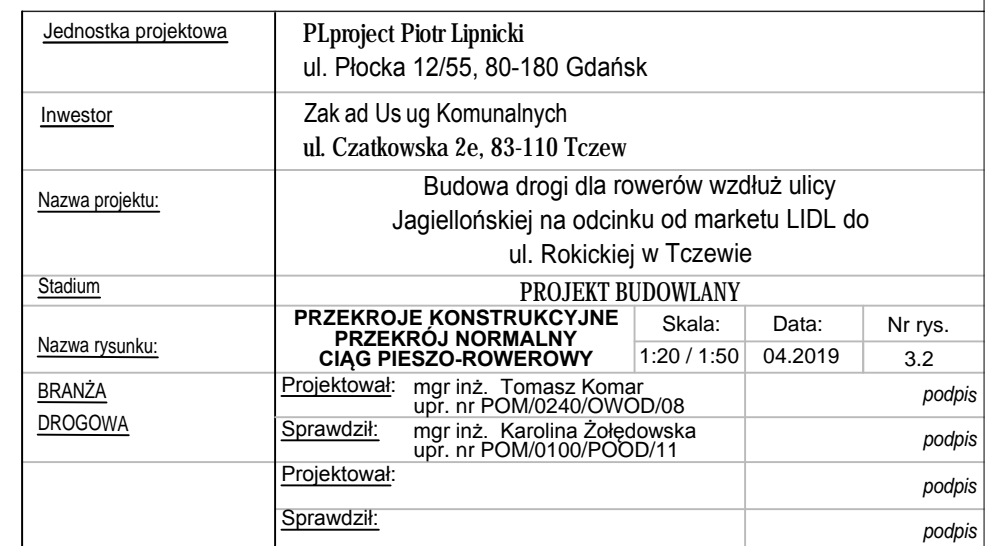 Jednostka projektowa
PLproject Piotr Lipnicki
ul. Płocka 12/55, 80-180 Gdańsk
Inwestor
Zak ad Us ug Komunalnych
ul. Czatkowska 2e, 83-110 Tczew
Nazwa projektu:
Budowa drogi dla rowerów wzdłuż ulicy
Jagiellońskiej na odcinku od marketu LIDL do
ul. Rokickiej w Tczewie
Stadium
PROJEKT BUDOWLANY
Nazwa rysunku:
PRZEKROJE KONSTRUKCYJNE
PRZEKRÓJ NORMALNY
CIĄG PIESZO-ROWEROWY
Skala:
Data:
Nr rys.
1:20 / 1:50
04.2019
3.2
BRANŻA
DROGOWA
Projektował: mgr inż. Tomasz Komar
upr. nr POM/0240/OWOD/08
podpis
Sprawdził: mgr inż. Karolina Żołędowska
upr. nr POM/0100/POOD/11
podpis
Projektował:
podpis
Sprawdził:
podpis